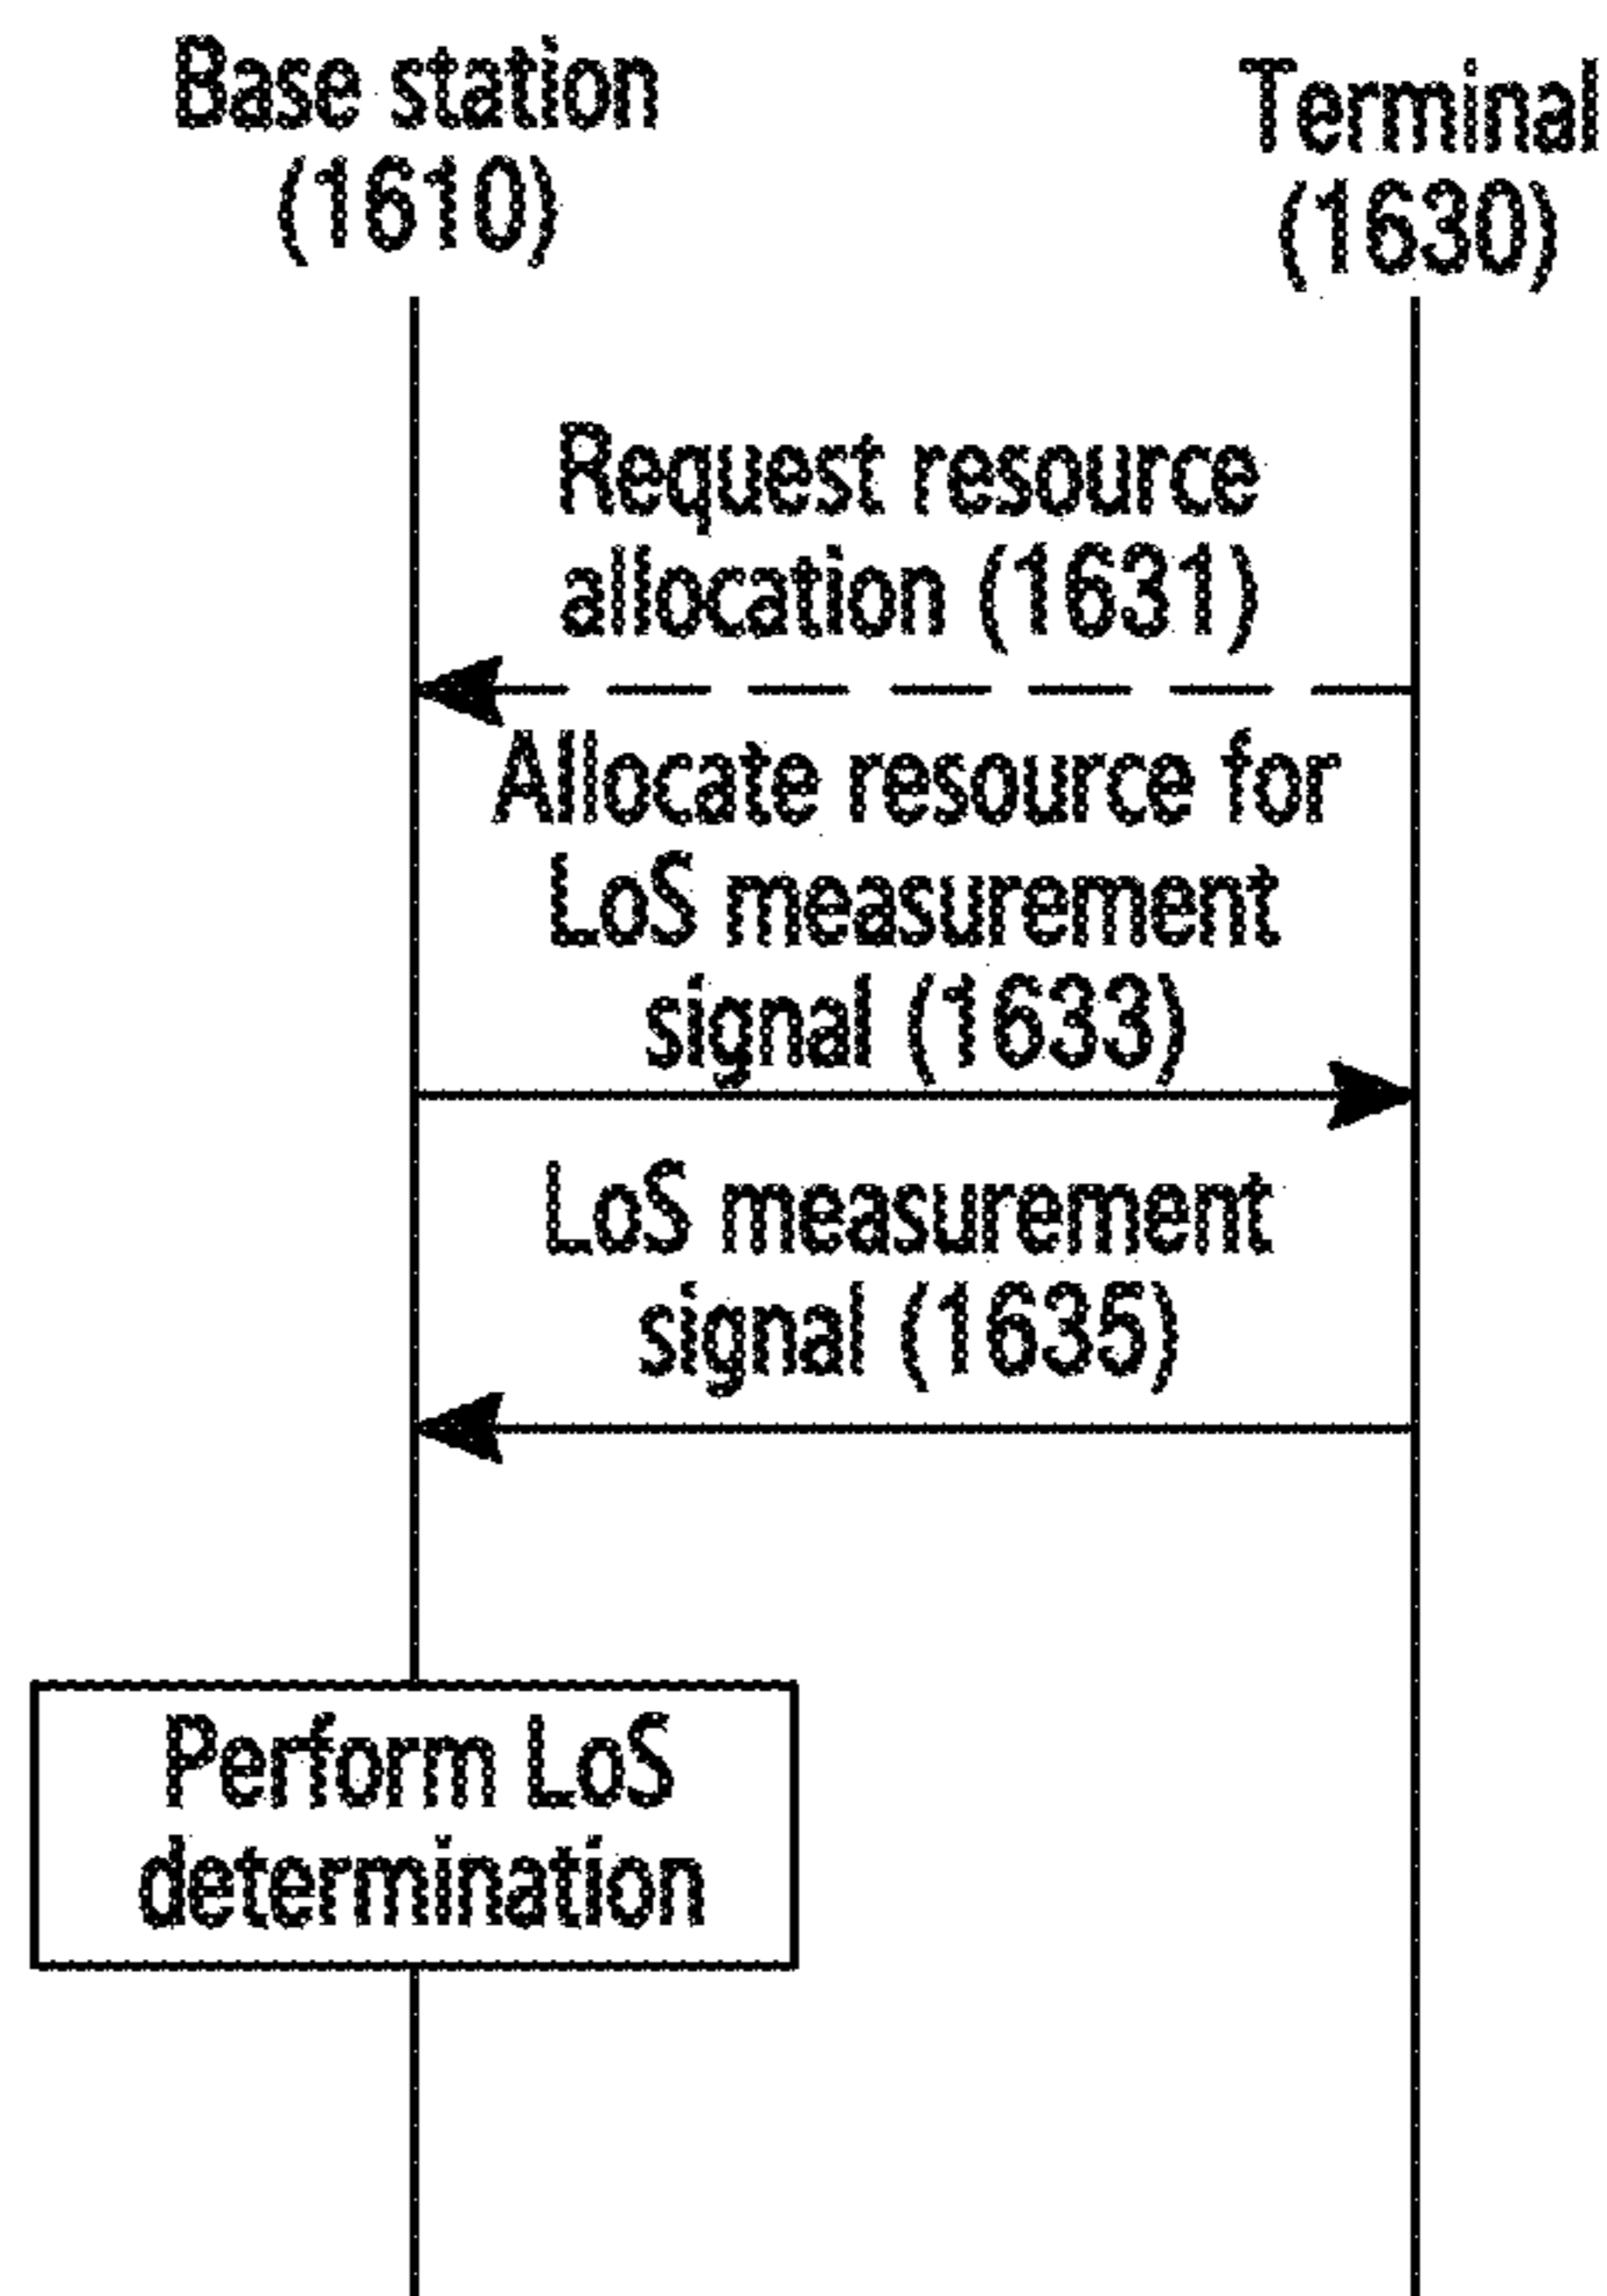 Base station
(1610)
Terminal
(1630)
Request resource
allocation (1631)
Allocate resource for
LoS measurement
signal (1633)
LoS measurement
signal (1635)
Perform LoS
determination